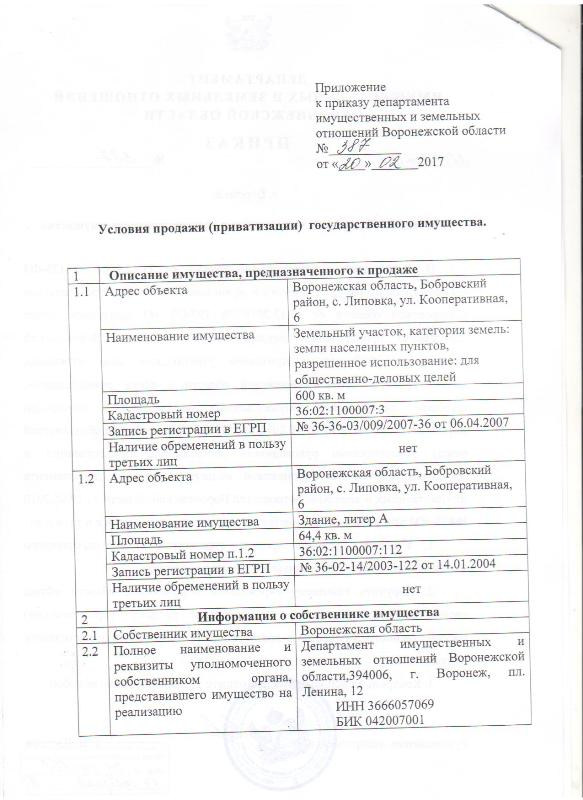 Приложение
к приказу департамента
имущественных и земельных
отношений Воронежской области
№ 387
от «20» 02 2017
Условия продажи (приватизации) государственного имущества.
1 Описание имущества, предназначенного к продаже
1.1 Адрес объекта Воронежская область, Бобровский
район, с. Липовка, ул. Кооперативная,
6
Наименование имущества Земельный участок, категория земель:
земли населенных пунктов,
разрешенное использование: для
общественно-деловых целей
Площадь 600 кв. м
Кадастровый номер 36:02:1100007:3
Запись регистрации в ЕГРП № 36-36-03/009/2007-36 от 06.04.2007
Наличие обременений в пользу нет
третьих лиц
1.2 Адрес объекта Воронежская область, Бобровский
район, с. Липовка, ул. Кооперативная,
6
Наименование имущества Здание, литер А
Площадь 64,4 кв. м
Кадастровый номер п.1.2 36:02:1100007:112
Запись регистрации в ЕГРП № 36-02-14/2003-122 от 14.01.2004
Наличие обременений в пользу нет
третьих лиц
2 Информация о собственнике имущества
2.1 Собственник имущества Воронежская область
2.2 Полное наименование и Департамент имущественных и
реквизиты уполномоченного земельных отношений Воронежской
собственником органа, области,394006, г. Воронеж, пл.
представившего имущество на Ленина, 12
реализацию ИНН 3666057069
БИК 042007001